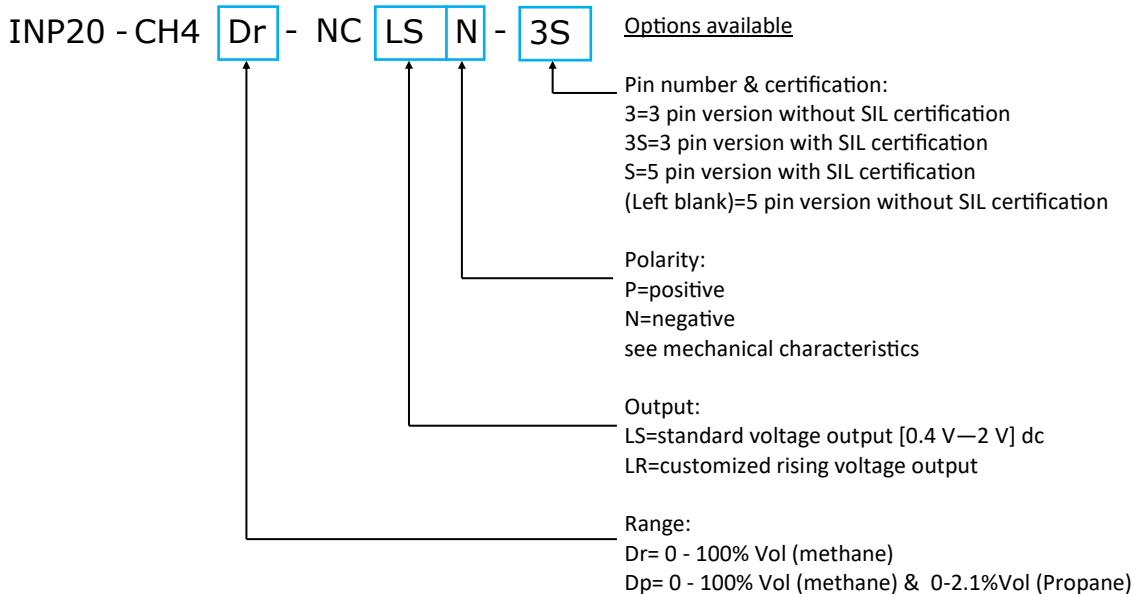 INP20 - CH4 Dr - NC LS N - 3S
Options available
Pin number & certification:
3=3 pin version without SIL certification
3S=3 pin version with SIL certification
S=5 pin version with SIL certification
(Left blank)=5 pin version without SIL certification
Polarity:
P=positive
N=negative
see mechanical characteristics
Output:
LS=standard voltage output [0.4 V—2 V] dc
LR=customized rising voltage output
Range:
Dr= 0 - 100% Vol (methane)
Dp= 0 - 100% Vol (methane) & 0-2.1%Vol (Propane)